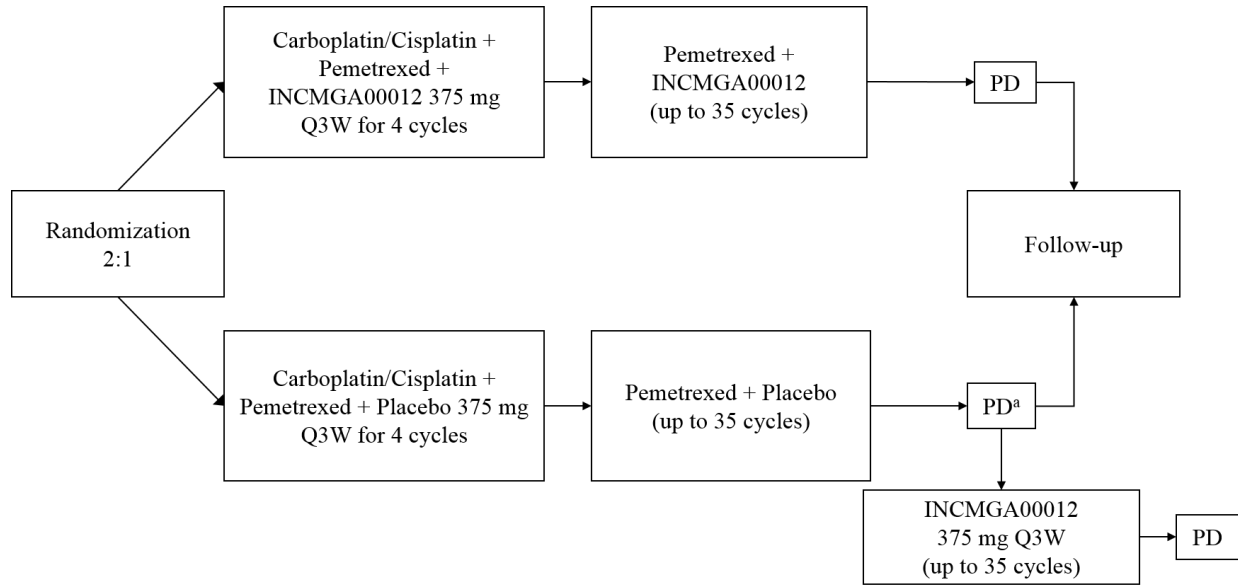 Carboplatin/Cisplatin +
Pemetrexed +
INCMGA00012 375 mg
Q3W for 4 cycles
Pemetrexed +
INCMGA00012
(up to 35 cycles)
PD
Randomization
2:1
Follow-up
Carboplatin/Cisplatin +
Pemetrexed + Placebo 375 mg
Q3W for 4 cycles
Pemetrexed + Placebo
(up to 35 cycles)
PDᵃ
INCMGA00012
375 mg Q3W
(up to 35 cycles)
PD